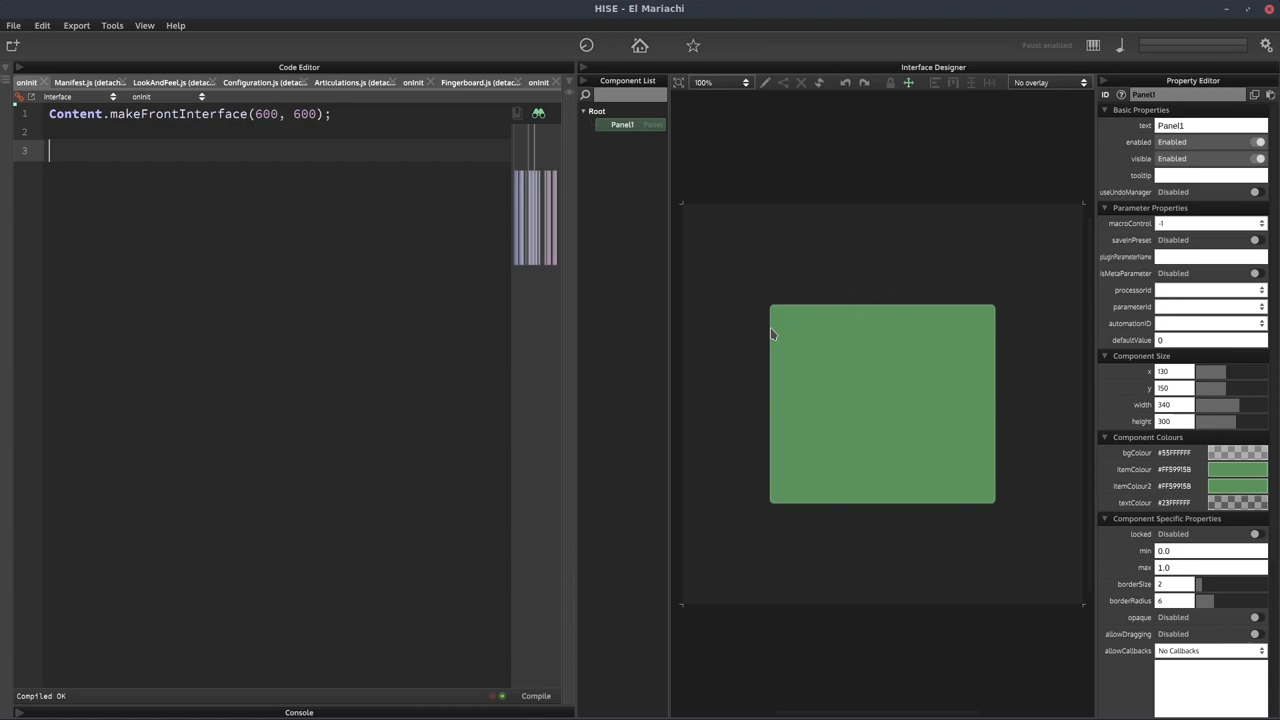 HISE - El Mariachi
File Edit Export Tools View Help
Faust enabled
Code Editor
Interface Designer
onInit Manifest.js (detach LookAndFeel.js (detac Configuration.js (detac Articulations.js (detac onInit Fingerboard.js (detac onInit
Interface onInit
1 Content.makeFrontInterface(600, 600);
2
3
Compiled OK
Compile
Console
Component List
Root
Panel1 Panel
100%
No overlay
Property Editor
ID ? Panel1
Basic Properties
text Panel1
enabled Enabled
visible Enabled
tooltip
useUndoManager Disabled
Parameter Properties
macroControl -1
saveInPreset Disabled
pluginParameterName
isMetaParameter Disabled
processorId
parameterId
automationID
defaultValue 0
Component Size
x 130
y 150
width 340
height 300
Component Colours
bgColour #55FFFFFF
itemColour #FF59915B
itemColour2 #FF59915B
textColour #23FFFFFF
Component Specific Properties
locked Disabled
min 0.0
max 1.0
borderSize 2
borderRadius 6
opaque Disabled
allowDragging Disabled
allowCallbacks No Callbacks